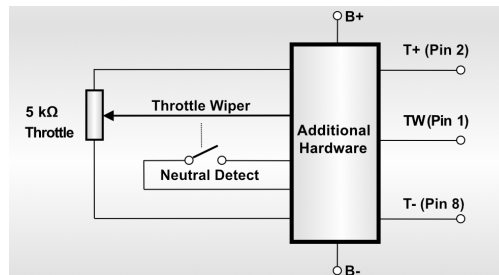 B+
T+ (Pin 2)
5 kΩ
Throttle
Throttle Wiper
Additional
Hardware
TW(Pin 1)
Neutral Detect
T- (Pin 8)
B-